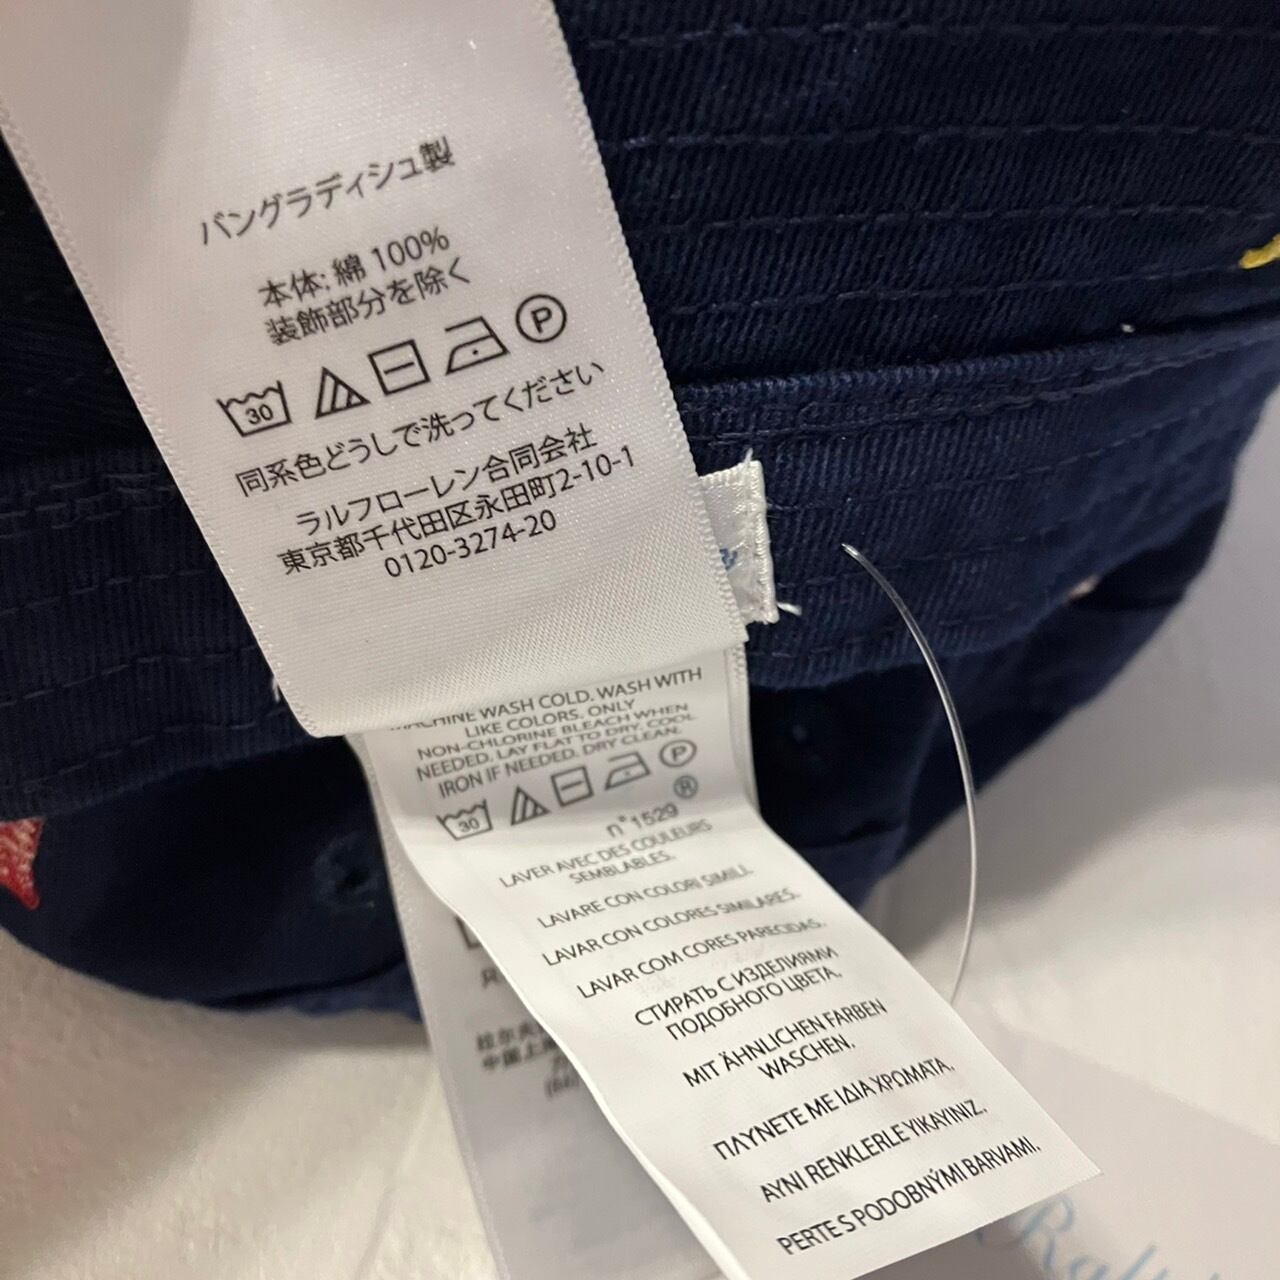 バングラデシュ製
本体: 綿 100%
装飾部分を除く
30 P
同系色どうしで洗ってください
ラルフローレン合同会社
東京都千代田区永田町2-10-1
0120-3274-20
MACHINE WASH COLD. WASH WITH
LIKE COLORS. ONLY
NON-CHLORINE BLEACH WHEN
NEEDED. LAY FLAT TO DRY. COOL
IRON IF NEEDED. DRY CLEAN.
30 P
n°1529 ®
LAVER AVEC DES COULEURS
SEMBLABLES.
LAVARE CON COLORI SIMILI.
LAVAR CON COLORES SIMILARES.
LAVAR COM CORES PARECIDAS.
СТИРАТЬ С ИЗДЕЛИЯМИ
ПОДОБНОГО ЦВЕТА.
MIT ÄHNLICHEN FARBEN
WASCHEN.
ΠΛΥΝΕΤΕ ΜΕ ΙΔΙΑ ΧΡΩΜΑΤΑ.
AYNI RENKLERLE YIKAYINIZ.
PERTE S PODOBNÝMI BARVAMI.